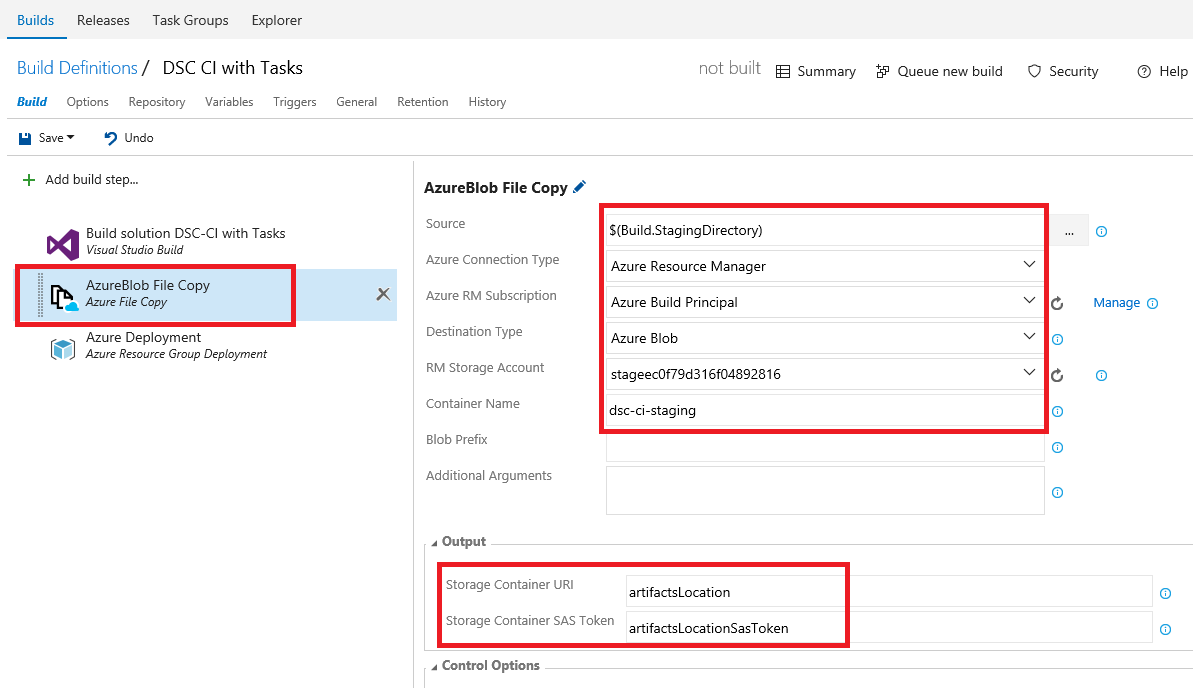 Builds Releases Task Groups Explorer
Build Definitions / DSC CI with Tasks
not built Summary Queue new build Security Help
Build Options Repository Variables Triggers General Retention History
Save Undo
Add build step...
Build solution DSC-CI with Tasks
Visual Studio Build
AzureBlob File Copy
Azure File Copy
Azure Deployment
Azure Resource Group Deployment
AzureBlob File Copy
Source $(Build.StagingDirectory) ...
Azure Connection Type Azure Resource Manager
Azure RM Subscription Azure Build Principal Manage
Destination Type Azure Blob
RM Storage Account stageec0f79d316f04892816
Container Name dsc-ci-staging
Blob Prefix
Additional Arguments
Output
Storage Container URI artifactsLocation
Storage Container SAS Token artifactsLocationSasToken
Control Options